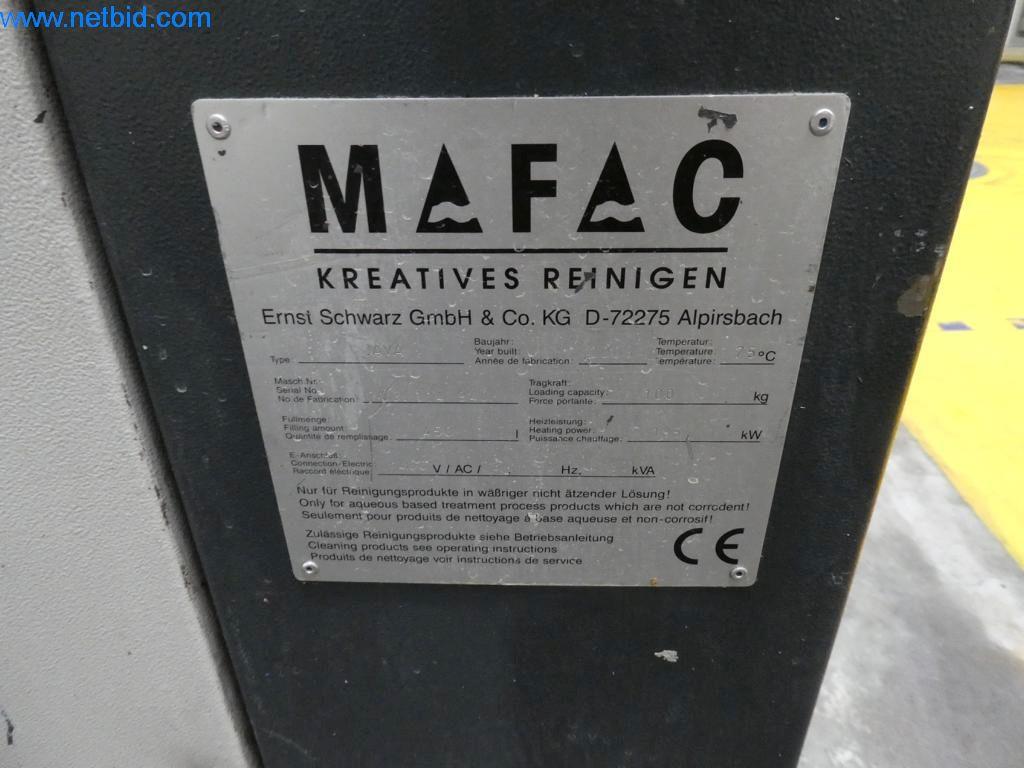 www.netbid.com
MAFAC
KREATIVES REINIGEN
Ernst Schwarz GmbH & Co. KG D-72275 Alpirsbach
Type: JAVA
Baujahr:
Year built:
Année de fabrication:
Temperatur:
Temperature: 75 °C
Température:
Masch.Nr.:
Serial No.
No.de Fabrication:
Tragkraft:
Loading capacity: 100 kg
Force portante:
Füllmenge:
Filling amount:
Quantité de remplissage: l
Heizleistung:
Heating power:
Puissance chauffage: kW
E-Anschluß:
Connection-Electric
Raccord électrique: V / AC / Hz, kVA
Nur für Reinigungsprodukte in wäßriger nicht ätzender Lösung!
Only for aqueous based treatment process products which are not corrodent!
Seulement pour produits de nettoyage à base aqueuse et non-corrosif!
Zulässige Reinigungsprodukte siehe Betriebsanleitung
Cleaning products see operating instructions
Produits de nettoyage voir instructions de service
CE